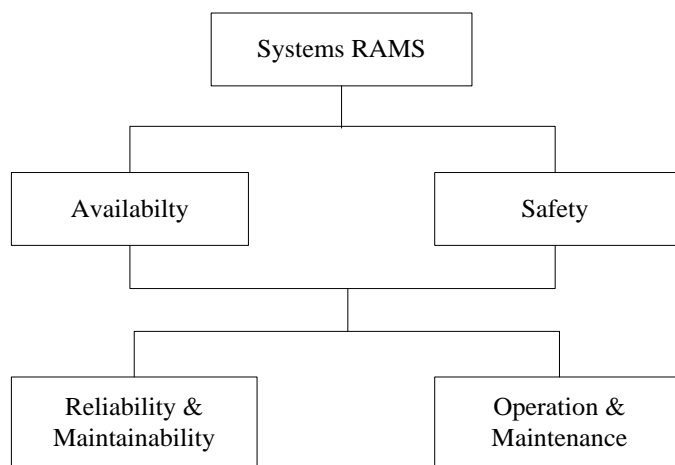 Systems RAMS
Availabilty
Safety
Reliability &
Maintainability
Operation &
Maintenance